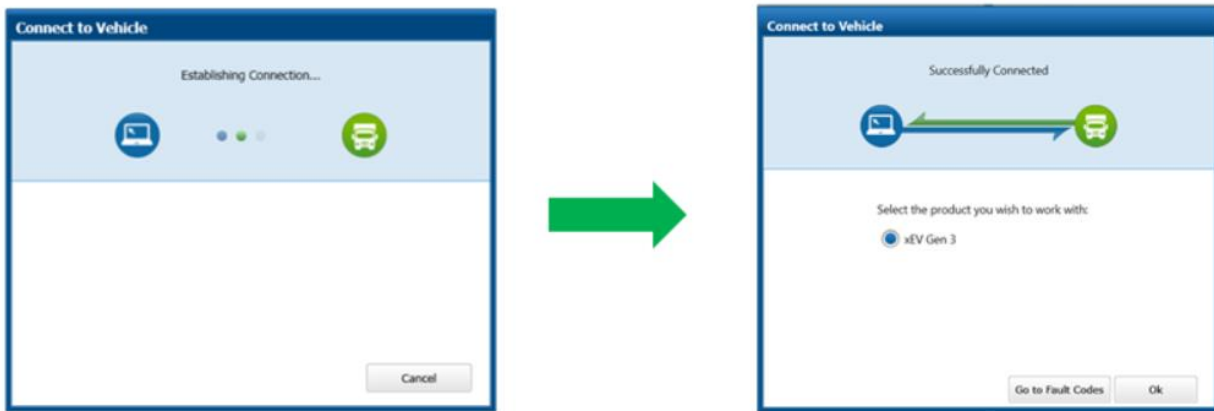 Connect to Vehicle
Establishing Connection...
Cancel
Connect to Vehicle
Successfully Connected
Select the product you wish to work with:
xEV Gen 3
Go to Fault Codes
Ok